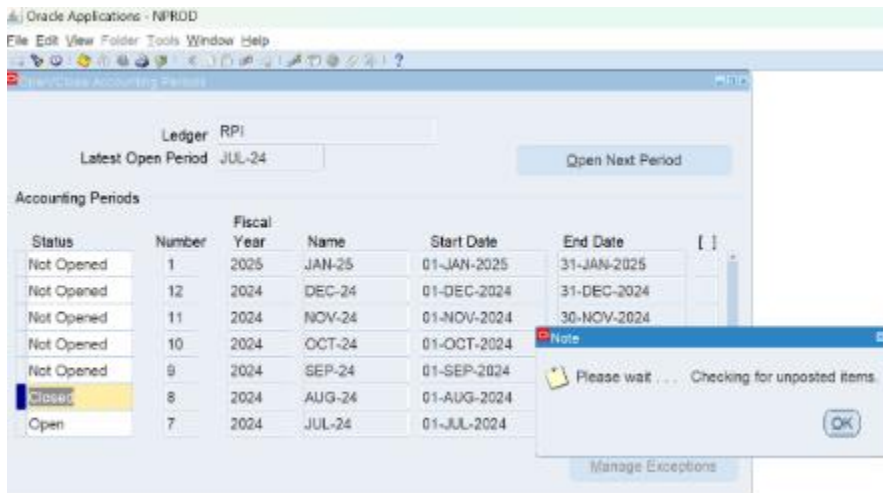 Oracle Applications - NPROD
File Edit View Folder Tools Window Help
Open/Close Accounting Periods
Ledger RPI
Latest Open Period JUL-24
Open Next Period
Accounting Periods
Fiscal
Status Number Year Name Start Date End Date [ ]
Not Opened 1 2025 JAN-25 01-JAN-2025 31-JAN-2025
Not Opened 12 2024 DEC-24 01-DEC-2024 31-DEC-2024
Not Opened 11 2024 NOV-24 01-NOV-2024 30-NOV-2024
Not Opened 10 2024 OCT-24 01-OCT-2024
Not Opened 9 2024 SEP-24 01-SEP-2024
Closed 8 2024 AUG-24 01-AUG-2024
Open 7 2024 JUL-24 01-JUL-2024
Note
Please wait . . . Checking for unposted items.
OK
Manage Exceptions